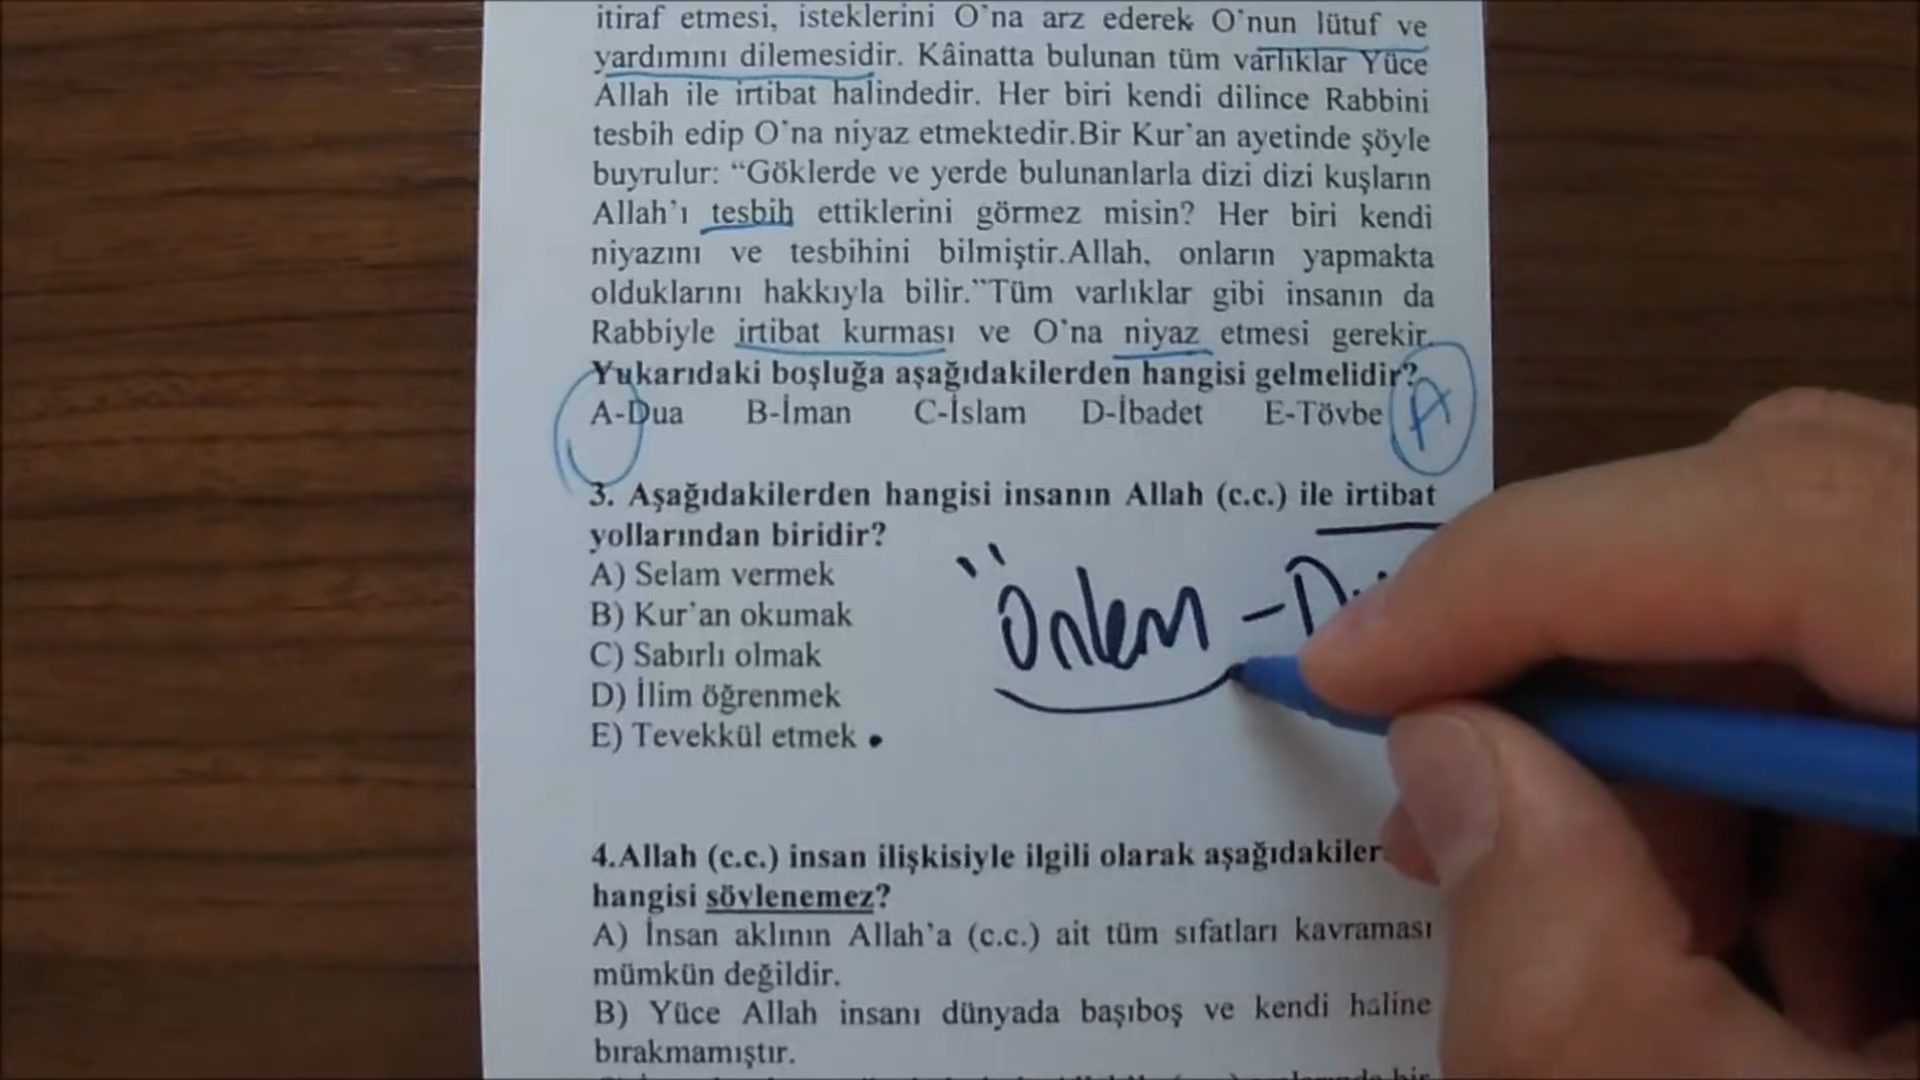 itiraf etmesi, isteklerini O'na arz ederek O'nun lütuf ve
yardımını dilemesidir. Kâinatta bulunan tüm varlıklar Yüce
Allah ile irtibat halindedir. Her biri kendi dilince Rabbini
tesbih edip O'na niyaz etmektedir.Bir Kur'an ayetinde şöyle
buyrulur: “Göklerde ve yerde bulunanlarla dizi dizi kuşların
Allah'ı tesbih ettiklerini görmez misin? Her biri kendi
niyazını ve tesbihini bilmiştir.Allah, onların yapmakta
olduklarını hakkıyla bilir.”Tüm varlıklar gibi insanın da
Rabbiyle irtibat kurması ve O'na niyaz etmesi gerekir.
Yukarıdaki boşluğa aşağıdakilerden hangisi gelmelidir?
A-Dua B-İman C-İslam D-İbadet E-Tövbe A
3. Aşağıdakilerden hangisi insanın Allah (c.c.) ile irtibat
yollarından biridir?
A) Selam vermek
B) Kur'an okumak
C) Sabırlı olmak
D) İlim öğrenmek
E) Tevekkül etmek
Önlem -
4.Allah (c.c.) insan ilişkisiyle ilgili olarak
hangisi söylenemez?
A) İnsan aklının Allah'a (c.c.) ait tüm sıfatları kavraması
mümkün değildir.
B) Yüce Allah insanı dünyada başıboş ve kendi haline
bırakmamıştır.